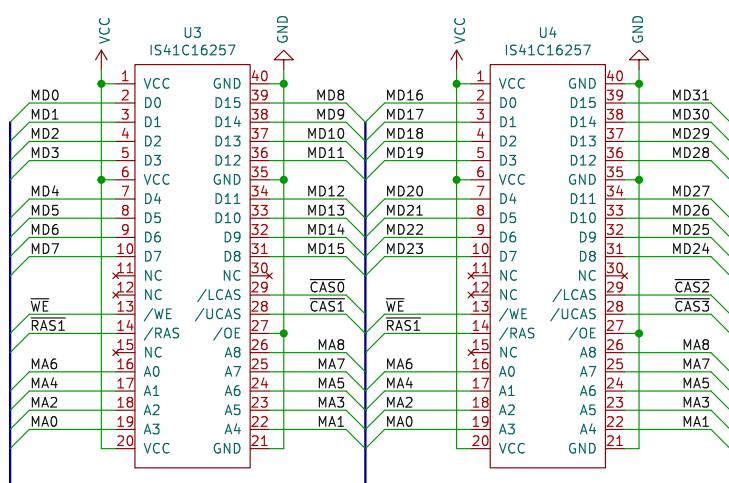 VCC U3 GND VCC U4 GND
IS41C16257 IS41C16257
1 VCC GND 40 1 VCC GND 40
MD0 2 D0 D15 39 MD8 MD16 2 D0 D15 39 MD31
MD1 3 D1 D14 38 MD9 MD17 3 D1 D14 38 MD30
MD2 4 D2 D13 37 MD10 MD18 4 D2 D13 37 MD29
MD3 5 D3 D12 36 MD11 MD19 5 D3 D12 36 MD28
6 VCC GND 35 6 VCC GND 35
MD4 7 D4 D11 34 MD12 MD20 7 D4 D11 34 MD27
MD5 8 D5 D10 33 MD13 MD21 8 D5 D10 33 MD26
MD6 9 D6 D9 32 MD14 MD22 9 D6 D9 32 MD25
MD7 10 D7 D8 31 MD15 MD23 10 D7 D8 31 MD24
11 NC NC 30 11 NC NC 30
12 NC /LCAS 29 CAS0 12 NC /LCAS 29 CAS2
WE 13 /WE /UCAS 28 CAS1 WE 13 /WE /UCAS 28 CAS3
RAS1 14 /RAS /OE 27 RAS1 14 /RAS /OE 27
15 NC A8 26 MA8 15 NC A8 26 MA8
MA6 16 A0 A7 25 MA7 MA6 16 A0 A7 25 MA7
MA4 17 A1 A6 24 MA5 MA4 17 A1 A6 24 MA5
MA2 18 A2 A5 23 MA3 MA2 18 A2 A5 23 MA3
MA0 19 A3 A4 22 MA1 MA0 19 A3 A4 22 MA1
20 VCC GND 21 20 VCC GND 21